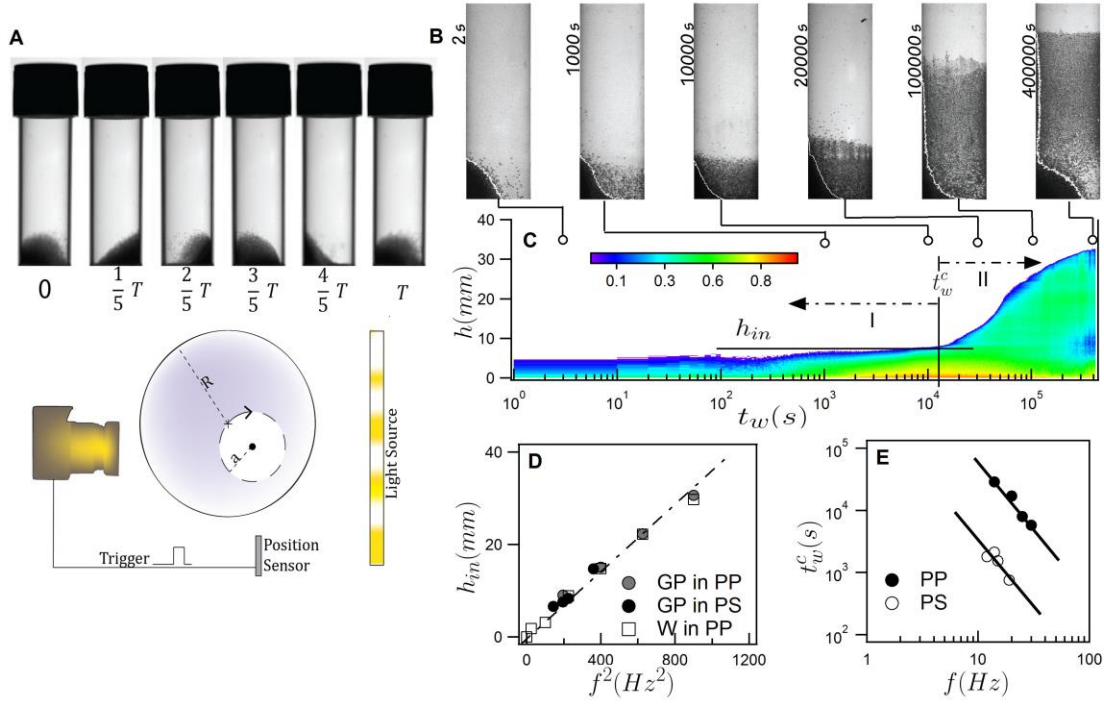 A
0
1/5 T
2/5 T
3/5 T
4/5 T
T
R
a
Light Source
Trigger
Position
Sensor
B
2 s
1000 s
10000 s
20000 s
100000 s
400000 s
C
40
30
20
10
0
h(mm)
0.1 0.3 0.6 0.8
I
II
t_w^c
h_in
10^0 10^1 10^2 10^3 10^4 10^5
t_w(s)
D
40
20
0
h_in(mm)
GP in PP
GP in PS
W in PP
0 400 800 1200
f^2(Hz^2)
E
10^5
10^4
10^3
10^2
t_w^c(s)
PP
PS
1 10 100
f(Hz)